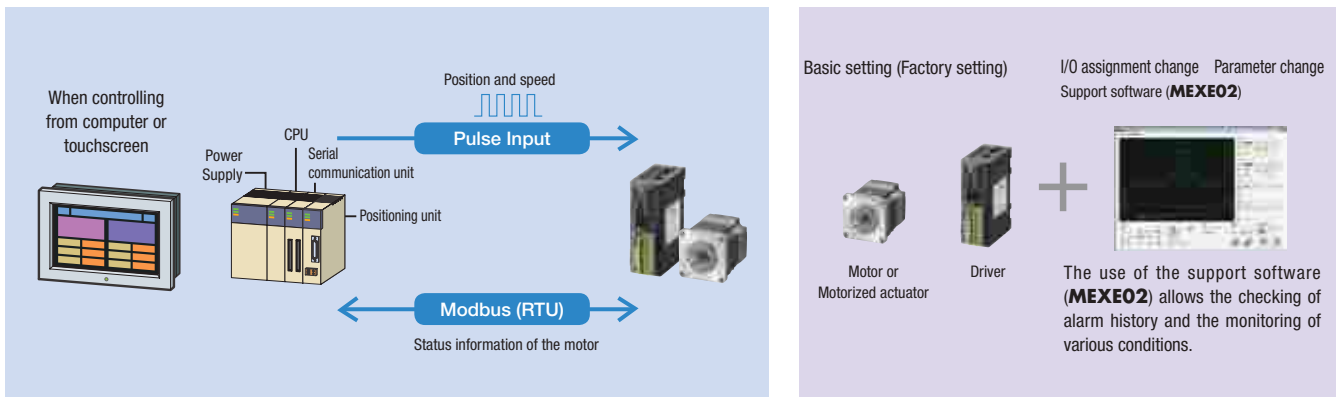 When controlling
from computer or
touchscreen
Power
Supply
CPU
Serial
communication unit
Positioning unit
Position and speed
Pulse Input
Modbus (RTU)
Status information of the motor
Basic setting (Factory setting)
I/O assignment change Parameter change
Support software (MEXE02)
Motor or
Motorized actuator
Driver
The use of the support software
(MEXE02) allows the checking of
alarm history and the monitoring of
various conditions.